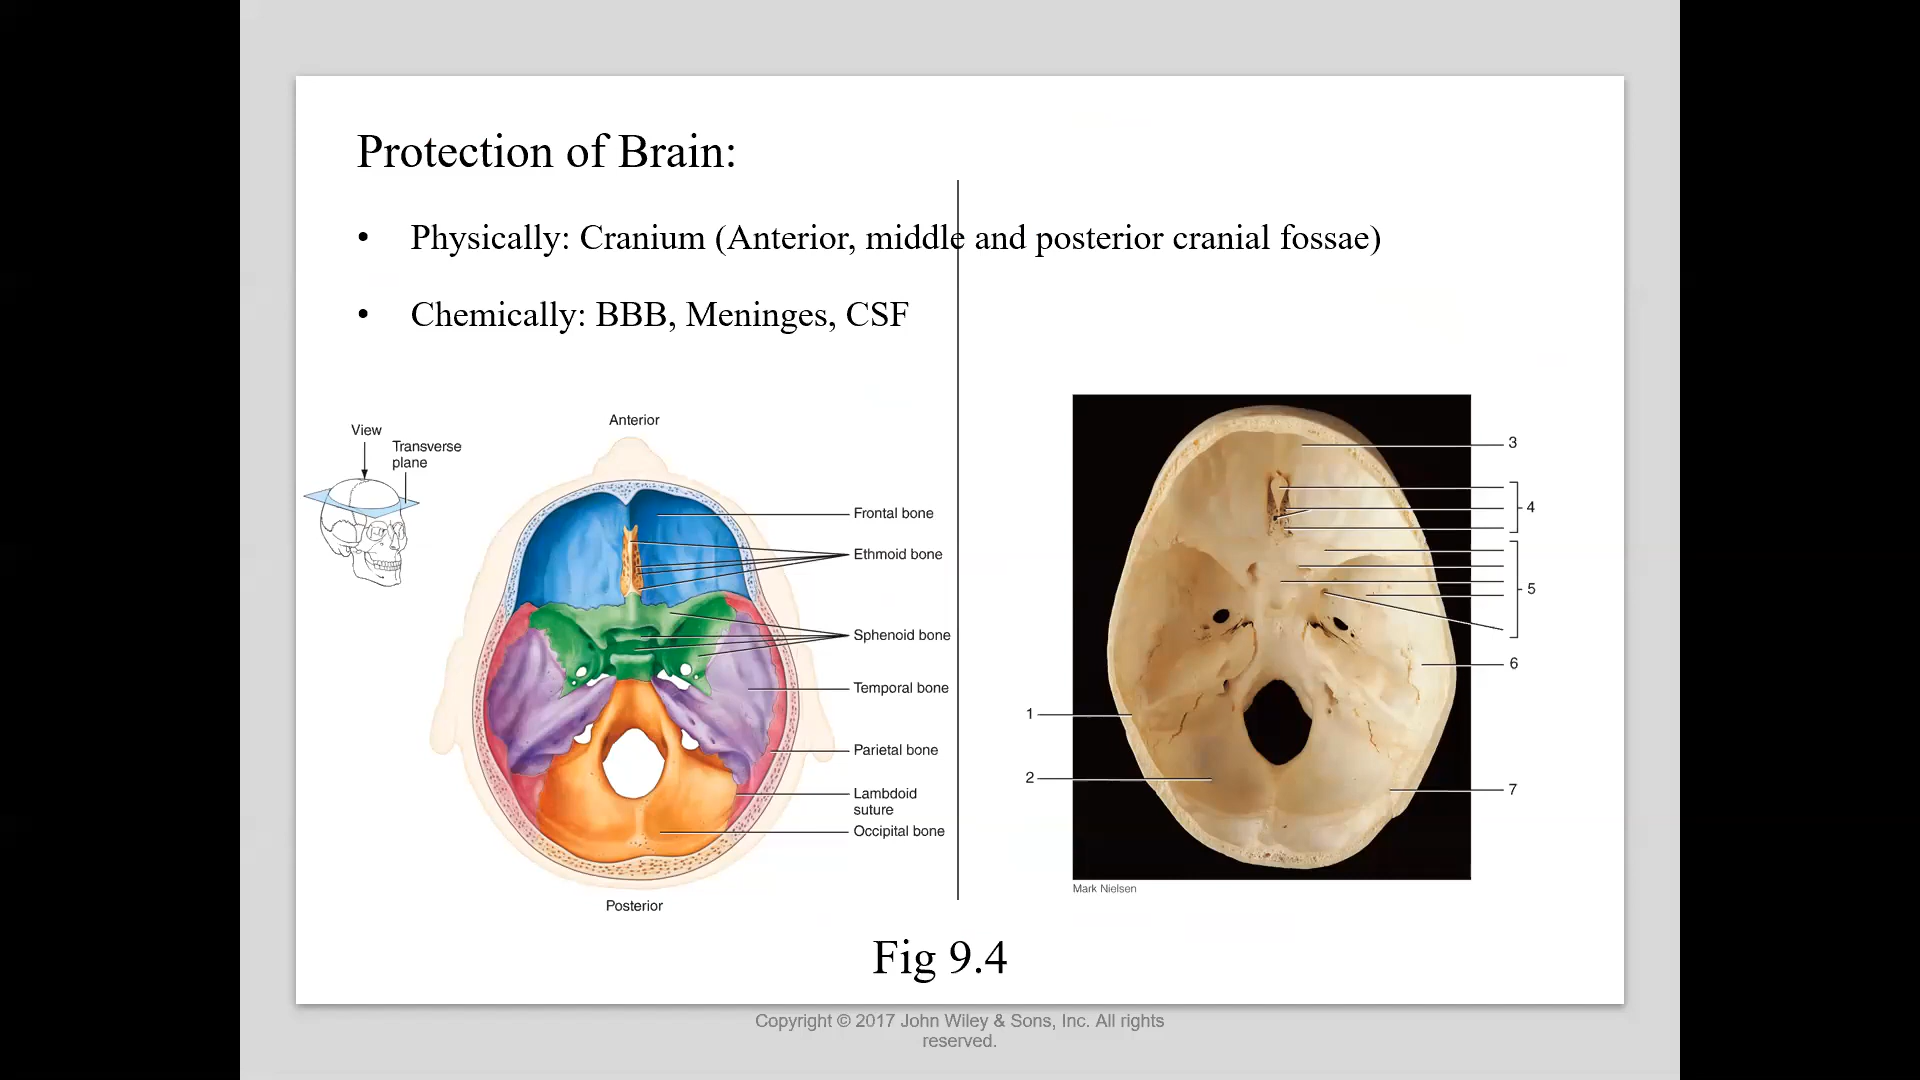 Protection of Brain:
• Physically: Cranium (Anterior, middle and posterior cranial fossae)
• Chemically: BBB, Meninges, CSF
View
Transverse
plane
Anterior
Frontal bone
Ethmoid bone
Sphenoid bone
Temporal bone
Parietal bone
Lambdoid
suture
Occipital bone
Posterior
3
4
5
6
1
2
7
Mark Nielsen
Fig 9.4
Copyright © 2017 John Wiley & Sons, Inc. All rights
reserved.